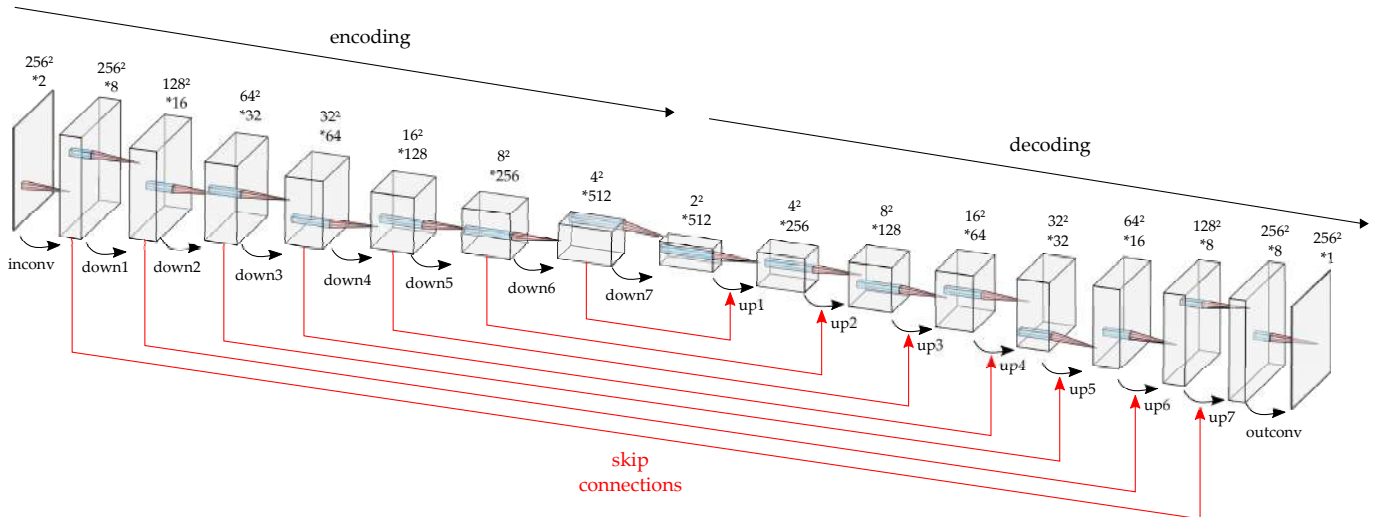 encoding
decoding
256²
*2
256²
*8
128²
*16
64²
*32
32²
*64
16²
*128
8²
*256
4²
*512
2²
*512
4²
*256
8²
*128
16²
*64
32²
*32
64²
*16
128²
*8
256²
*8
256²
*1
inconv
down1
down2
down3
down4
down5
down6
down7
up1
up2
up3
up4
up5
up6
up7
outconv
skip
connections